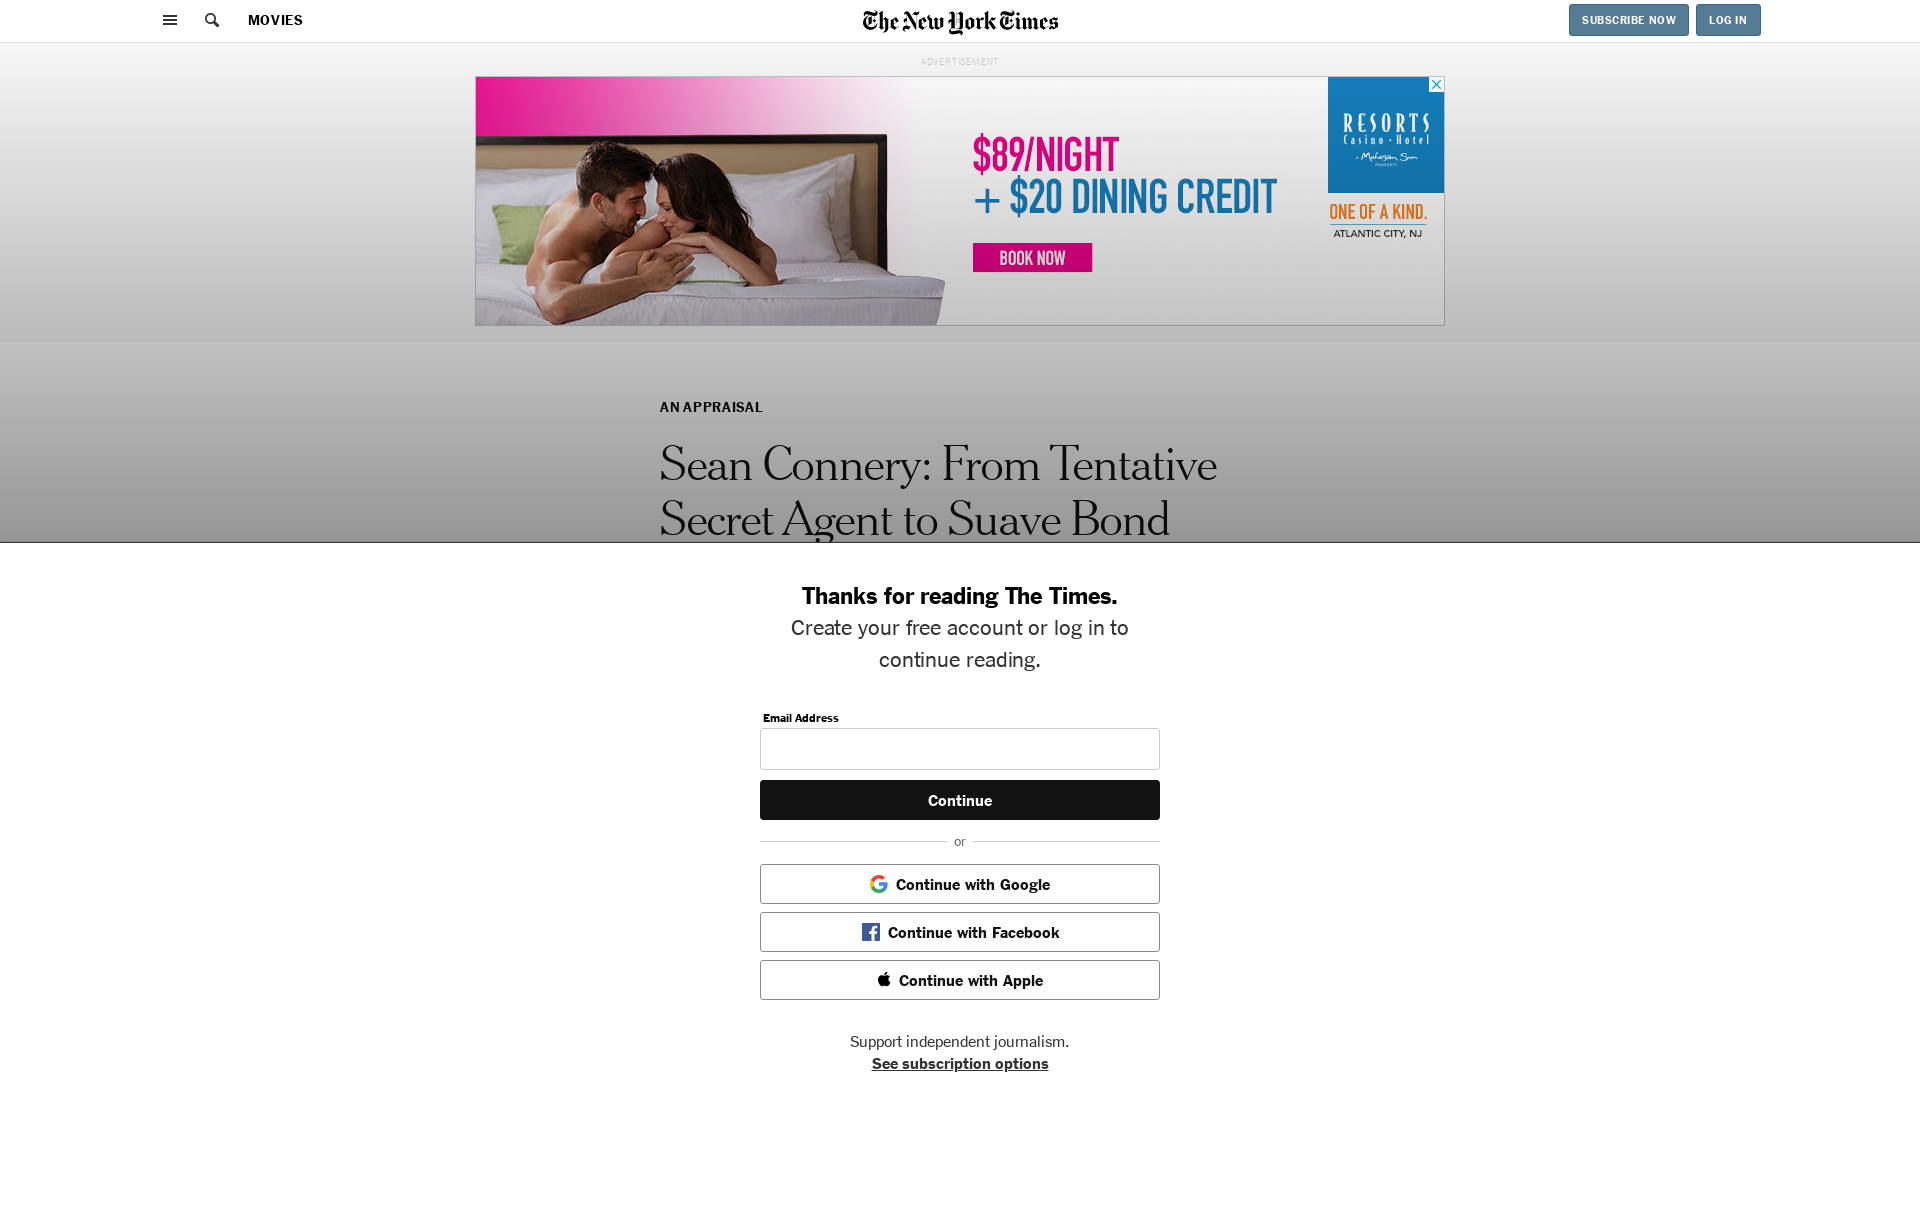 MOVIES
The New York Times
SUBSCRIBE NOW
LOG IN
ADVERTISEMENT
$89/NIGHT
+ $20 DINING CREDIT
BOOK NOW
RESORTS
Casino • Hotel
a Mohegan Sun
PROPERTY
ONE OF A KIND.
ATLANTIC CITY, NJ
AN APPRAISAL
Sean Connery: From Tentative
Secret Agent to Suave Bond
Thanks for reading The Times.
Create your free account or log in to
continue reading.
Email Address
Continue
or
Continue with Google
Continue with Facebook
Continue with Apple
Support independent journalism.
See subscription options